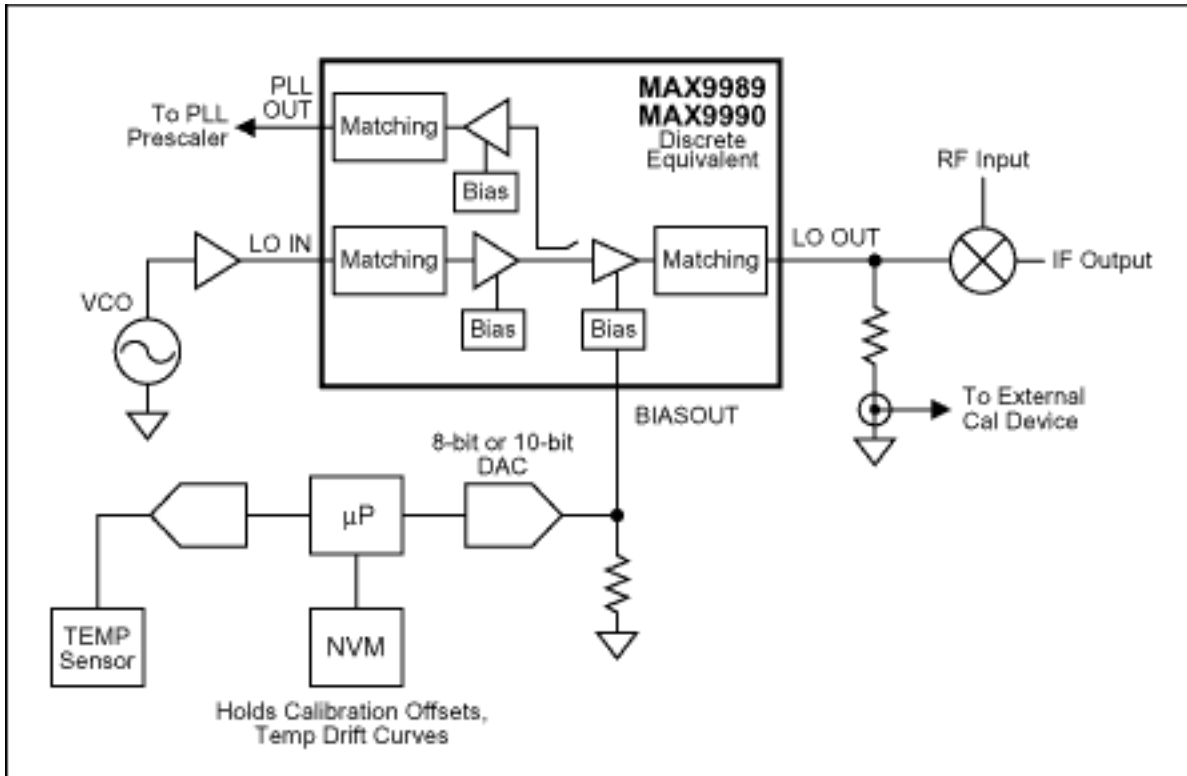 MAX9989
MAX9990
Discrete
Equivalent
PLL
OUT
To PLL
Prescaler
Matching
Bias
RF Input
LO IN
Matching
Matching
LO OUT
IF Output
VCO
Bias
Bias
BIASOUT
To External
Cal Device
8-bit or 10-bit
DAC
μP
TEMP
Sensor
NVM
Holds Calibration Offsets,
Temp Drift Curves